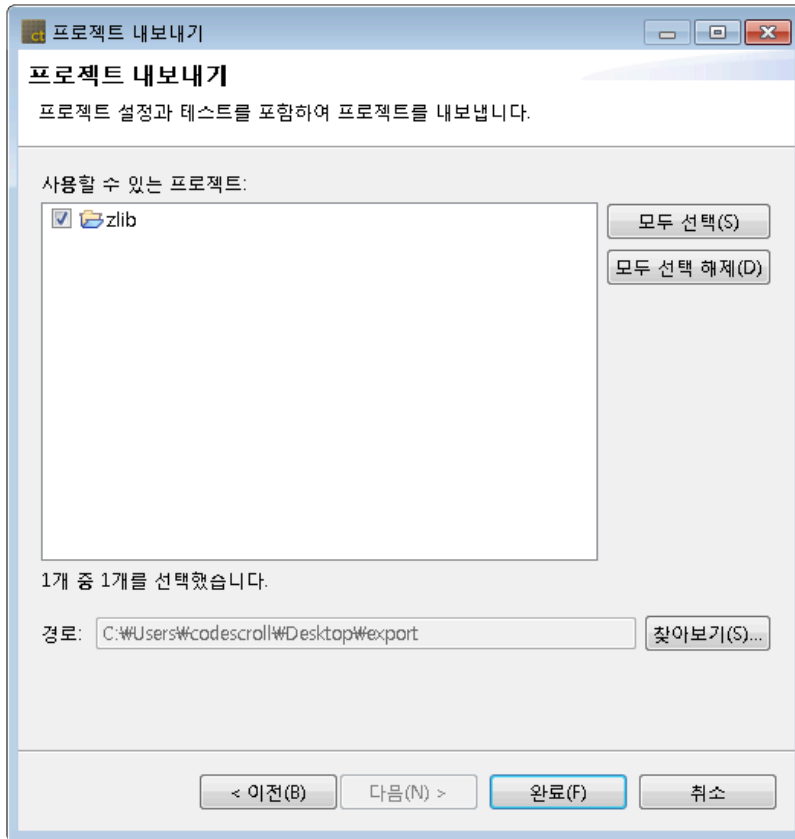 ct 프로젝트 내보내기
프로젝트 내보내기
프로젝트 설정과 테스트를 포함하여 프로젝트를 내보냅니다.
사용할 수 있는 프로젝트:
zlib
모두 선택(S)
모두 선택 해제(D)
1개 중 1개를 선택했습니다.
경로: C:₩Users₩codescroll₩Desktop₩export 찾아보기(S)...
< 이전(B) 다음(N) > 완료(F) 취소